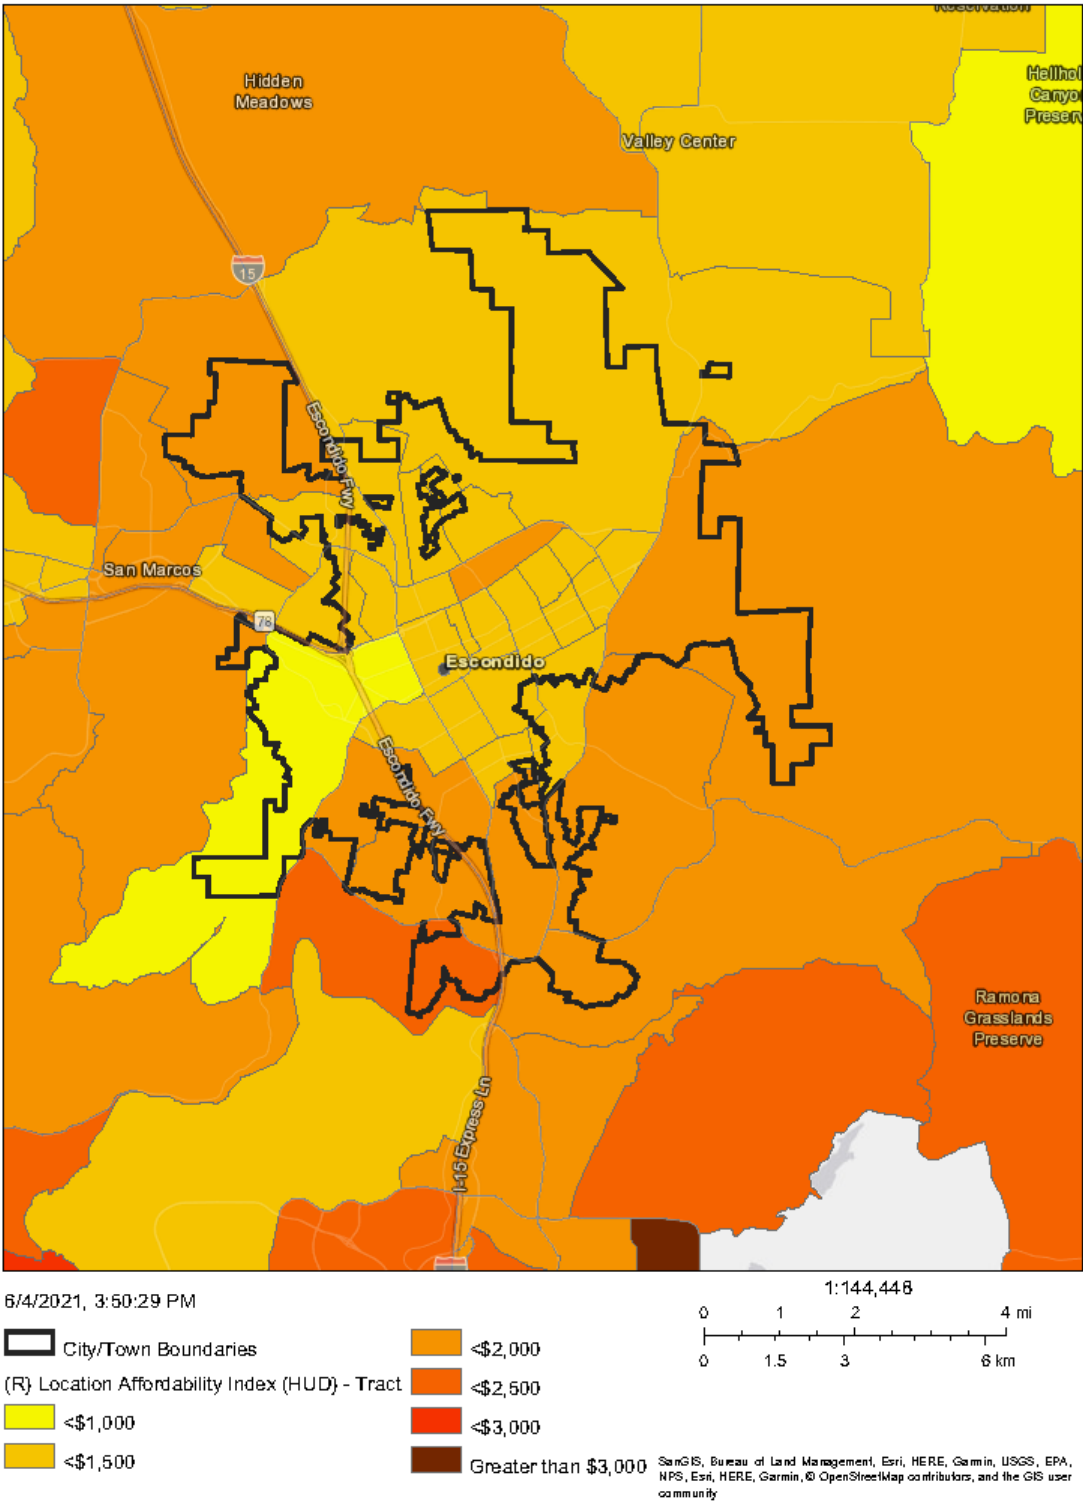 Reservation
Hidden
Meadows
Hellhol
Canyo
Preserv
Valley Center
15
Escondido Fwy
San Marcos
78
Escondido
Escondido Fwy
Ramona
Grasslands
Preserve
I-15 Express Ln
6/4/2021, 3:50:29 PM
City/Town Boundaries
(R) Location Affordability Index (HUD) - Tract
<$1,000
<$1,500
<$2,000
<$2,500
<$3,000
Greater than $3,000
1:144,448
0 1 2 4 mi
0 1.5 3 6 km
SanGIS, Bureau of Land Management, Esri, HERE, Garmin, USGS, EPA,
NPS, Esri, HERE, Garmin, © OpenStreetMap contributors, and the GIS user
community